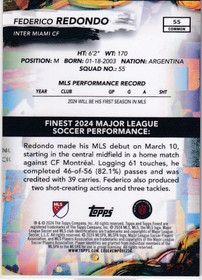 FEDERICO REDONDO
55
COMMON
INTER MIAMI CF
HT: 6'2" WT: 170
POSITION: M BORN: 01-18-2003 NATION: ARGENTINA
SQUAD NO.: 55
MLS PERFORMANCE RECORD
YEAR CLUB GP GS G A SHT
2024 WILL BE HIS FIRST SEASON IN MLS
FINEST 2024 MAJOR LEAGUE
SOCCER PERFORMANCE:
Redondo made his MLS debut on March 10,
starting in the central midfield in a home match
against CF Montréal. Logging 61 touches, he
completed 46-of-56 (82.1%) passes and was
credited with 39 carries. Federico also produced
two shot-creating actions and three tackles.
MLS
Topps